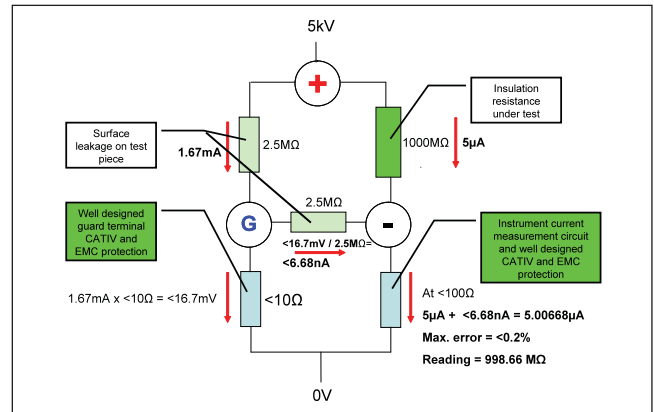 5kV
+
Insulation
resistance
under test
Surface
leakage on test
piece
1.67mA
2.5MΩ
1000MΩ
5µA
2.5MΩ
G
-
Well designed
guard terminal
CATIV and
EMC protection
<16.7mV / 2.5MΩ=
<6.68nA
Instrument current
measurement circuit
and well designed
CATIV and EMC
protection
1.67mA x <10Ω = <16.7mV
<10Ω
At <100Ω
5µA + <6.68nA = 5.00668µA
Max. error = <0.2%
Reading = 998.66 MΩ
0V